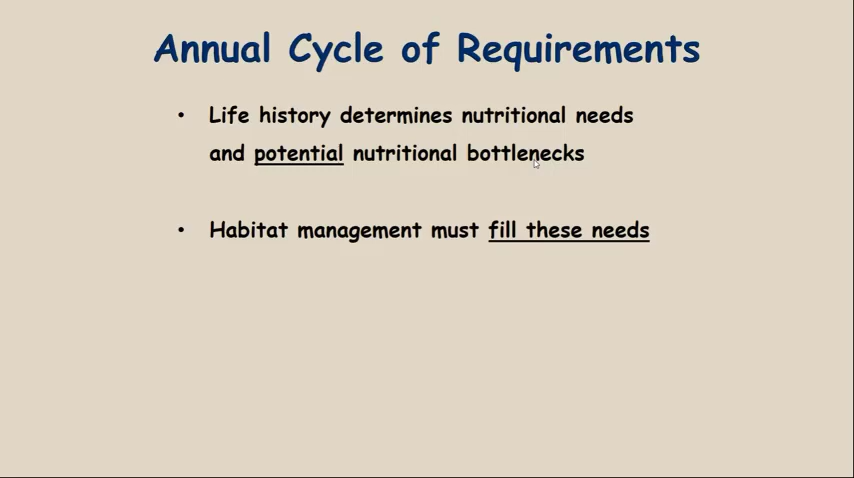 Annual Cycle of Requirements
• Life history determines nutritional needs
and potential nutritional bottlenecks
• Habitat management must fill these needs